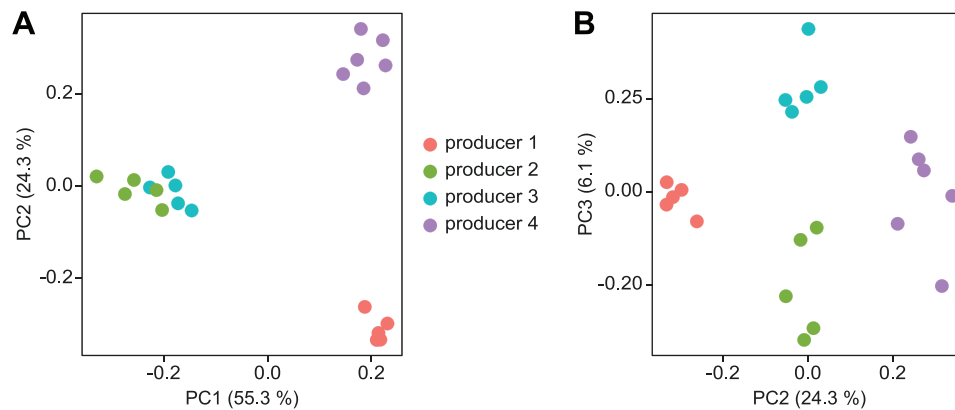 A
PC2 (24.3 %)
0.2
0.0
-0.2
-0.2
0.0
0.2
PC1 (55.3 %)
producer 1
producer 2
producer 3
producer 4
B
PC3 (6.1 %)
0.25
0.00
-0.20
-0.2
0.0
0.2
PC2 (24.3 %)